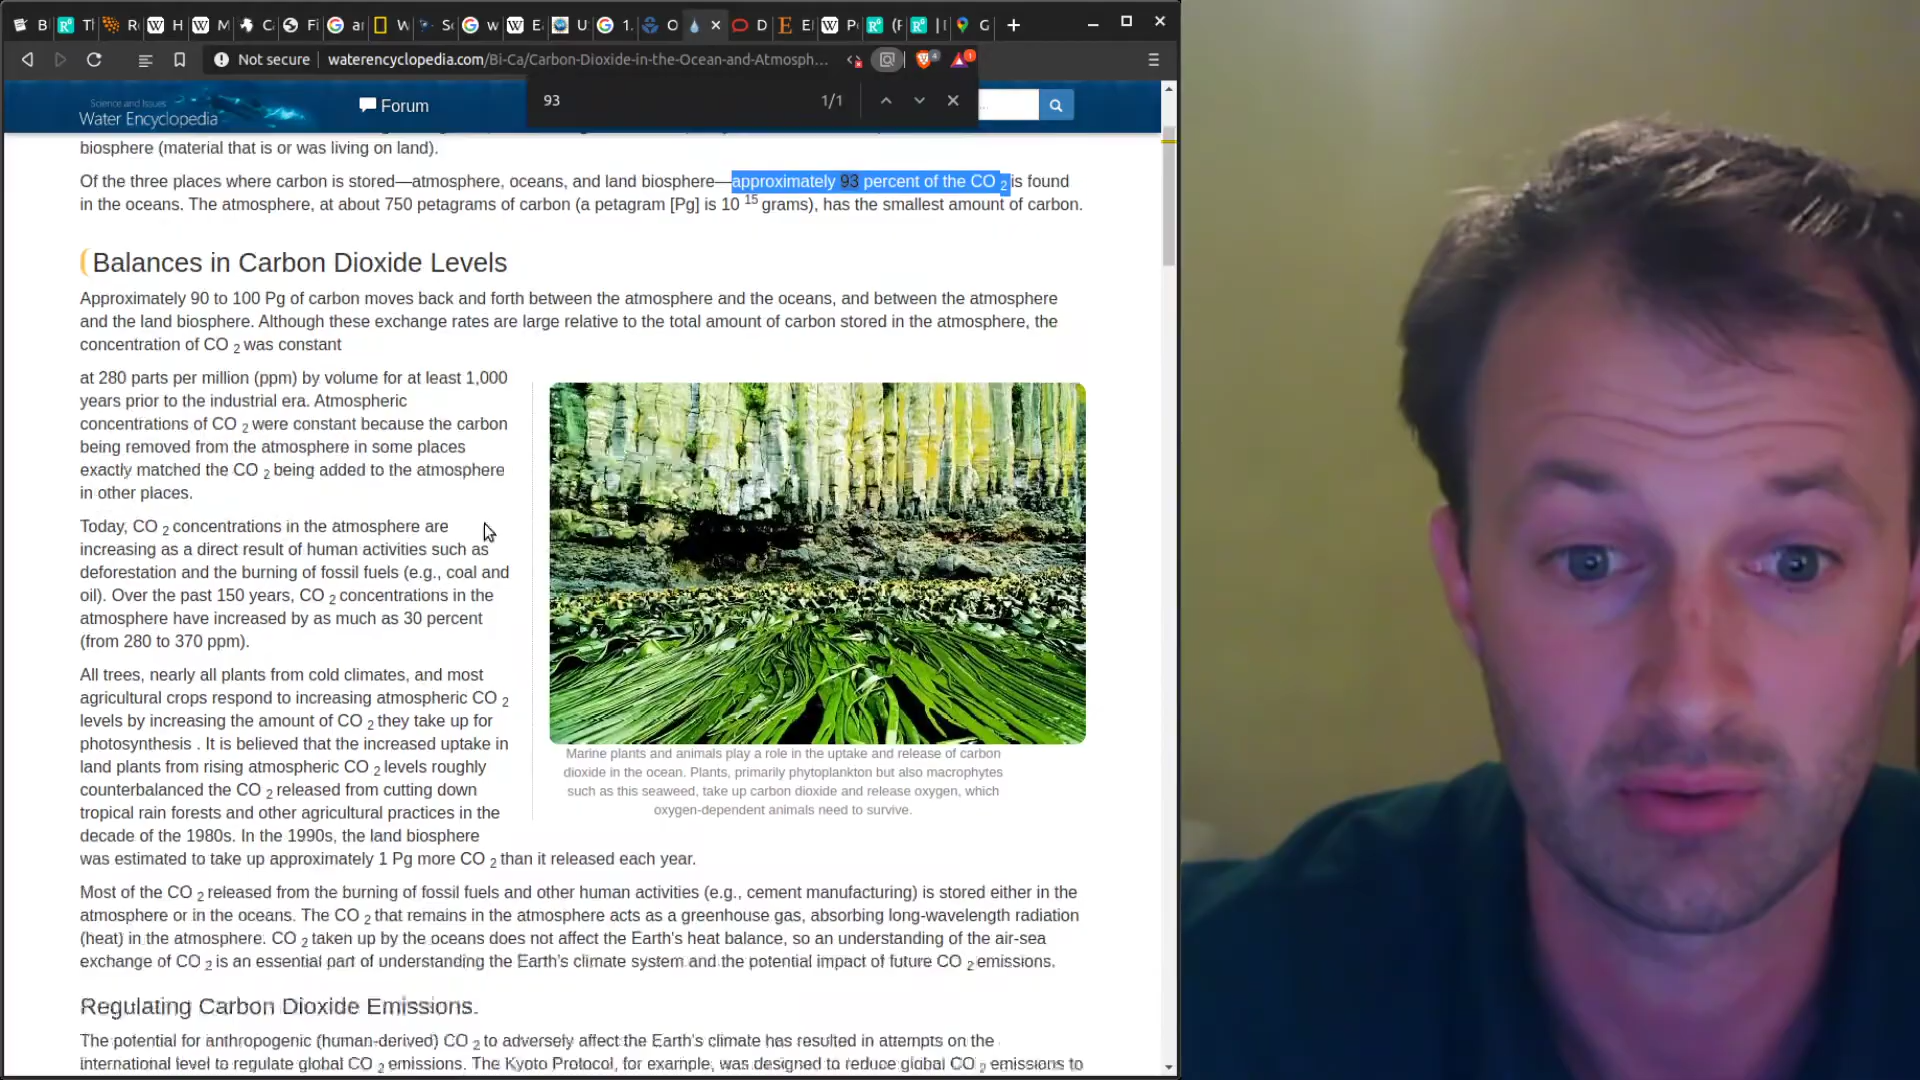 B
Tl
R
H
M
C
Fi
ar
W
So
w
E
U
1.
O
D
El
P
(F
| [
G
Not secure
waterencyclopedia.com/Bi-Ca/Carbon-Dioxide-in-the-Ocean-and-Atmosph...
4
1
Science and Issues
Water Encyclopedia
Forum
93
1/1
biosphere (material that is or was living on land).
Of the three places where carbon is stored—atmosphere, oceans, and land biosphere—approximately 93 percent of the CO 2 is found
in the oceans. The atmosphere, at about 750 petagrams of carbon (a petagram [Pg] is 10 15 grams), has the smallest amount of carbon.
Balances in Carbon Dioxide Levels
Approximately 90 to 100 Pg of carbon moves back and forth between the atmosphere and the oceans, and between the atmosphere
and the land biosphere. Although these exchange rates are large relative to the total amount of carbon stored in the atmosphere, the
concentration of CO 2 was constant
at 280 parts per million (ppm) by volume for at least 1,000
years prior to the industrial era. Atmospheric
concentrations of CO 2 were constant because the carbon
being removed from the atmosphere in some places
exactly matched the CO 2 being added to the atmosphere
in other places.
Today, CO 2 concentrations in the atmosphere are
increasing as a direct result of human activities such as
deforestation and the burning of fossil fuels (e.g., coal and
oil). Over the past 150 years, CO 2 concentrations in the
atmosphere have increased by as much as 30 percent
(from 280 to 370 ppm).
All trees, nearly all plants from cold climates, and most
agricultural crops respond to increasing atmospheric CO 2
levels by increasing the amount of CO 2 they take up for
photosynthesis . It is believed that the increased uptake in
land plants from rising atmospheric CO 2 levels roughly
counterbalanced the CO 2 released from cutting down
tropical rain forests and other agricultural practices in the
decade of the 1980s. In the 1990s, the land biosphere
was estimated to take up approximately 1 Pg more CO 2 than it released each year.
Marine plants and animals play a role in the uptake and release of carbon
dioxide in the ocean. Plants, primarily phytoplankton but also macrophytes
such as this seaweed, take up carbon dioxide and release oxygen, which
oxygen-dependent animals need to survive.
Most of the CO 2 released from the burning of fossil fuels and other human activities (e.g., cement manufacturing) is stored either in the
atmosphere or in the oceans. The CO 2 that remains in the atmosphere acts as a greenhouse gas, absorbing long-wavelength radiation
(heat) in the atmosphere. CO 2 taken up by the oceans does not affect the Earth's heat balance, so an understanding of the air-sea
exchange of CO 2 is an essential part of understanding the Earth's climate system and the potential impact of future CO 2 emissions.
Regulating Carbon Dioxide Emissions.
The potential for anthropogenic (human-derived) CO 2 to adversely affect the Earth's climate has resulted in attempts on the
international level to regulate global CO 2 emissions. The Kyoto Protocol, for example, was designed to reduce global CO 2 emissions to